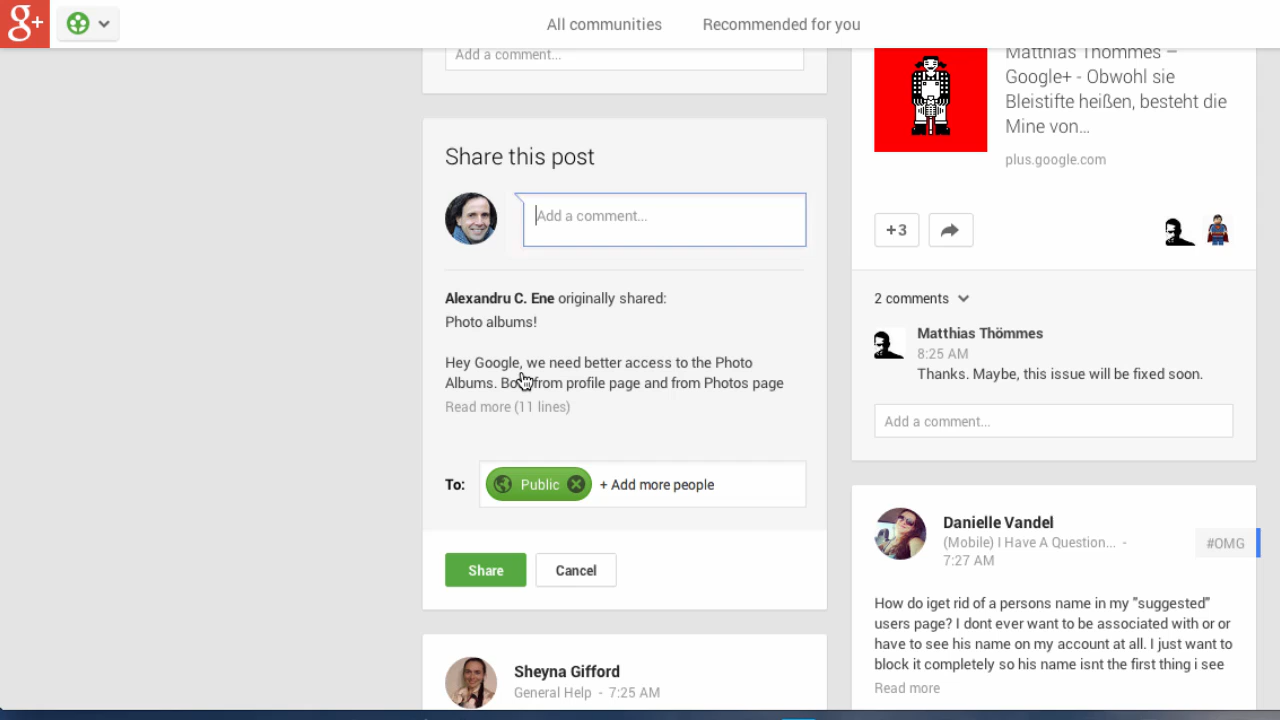 g+
All communities
Recommended for you
Add a comment...
Share this post
Add a comment...
Alexandru C. Ene originally shared:
Photo albums!
Hey Google, we need better access to the Photo
Albums. from profile page and from Photos page
Read more (11 lines)
To:
Public
+ Add more people
Share
Cancel
Sheyna Gifford
General Help - 7:25 AM
Matthias Thömmes –
Google+ - Obwohl sie
Bleistifte heißen, besteht die
Mine von...
plus.google.com
+3
2 comments
Matthias Thömmes
8:25 AM
Thanks. Maybe, this issue will be fixed soon.
Add a comment...
Danielle Vandel
(Mobile) I Have A Question... -
7:27 AM
#OMG
How do iget rid of a persons name in my "suggested"
users page? I dont ever want to be associated with or or
have to see his name on my account at all. I just want to
block it completely so his name isnt the first thing i see
Read more